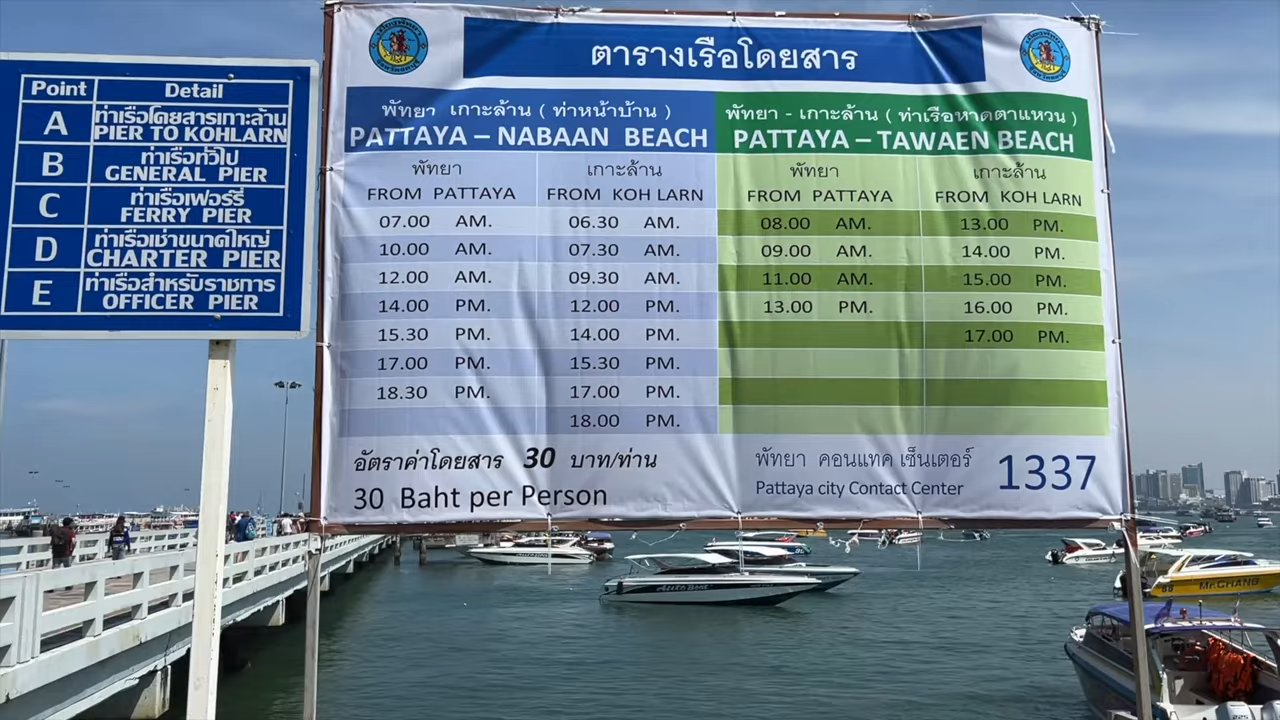 Point Detail
A ท่าเรือโดยสารเกาะล้าน
PIER TO KOHLARN
B ท่าเรือทั่วไป
GENERAL PIER
C ท่าเรือเฟอร์รี่
FERRY PIER
D ท่าเรือเช่าขนาดใหญ่
CHARTER PIER
E ท่าเรือสำหรับราชการ
OFFICER PIER
ตารางเรือโดยสาร
พัทยา เกาะล้าน ( ท่าหน้าบ้าน )
PATTAYA – NABAAN BEACH
พัทยา เกาะล้าน
FROM PATTAYA FROM KOH LARN
07.00 AM. 06.30 AM.
10.00 AM. 07.30 AM.
12.00 AM. 09.30 AM.
14.00 PM. 12.00 PM.
15.30 PM. 14.00 PM.
17.00 PM. 15.30 PM.
18.30 PM. 17.00 PM.
18.00 PM.
พัทยา - เกาะล้าน ( ท่าเรือหาดตาแหวน )
PATTAYA – TAWAEN BEACH
พัทยา เกาะล้าน
FROM PATTAYA FROM KOH LARN
08.00 AM. 13.00 PM.
09.00 AM. 14.00 PM.
11.00 AM. 15.00 PM.
13.00 PM. 16.00 PM.
17.00 PM.
อัตราค่าโดยสาร 30 บาท/ท่าน
30 Baht per Person
พัทยา คอนแทค เซ็นเตอร์ 1337
Pattaya city Contact Center
Mr.CHANG